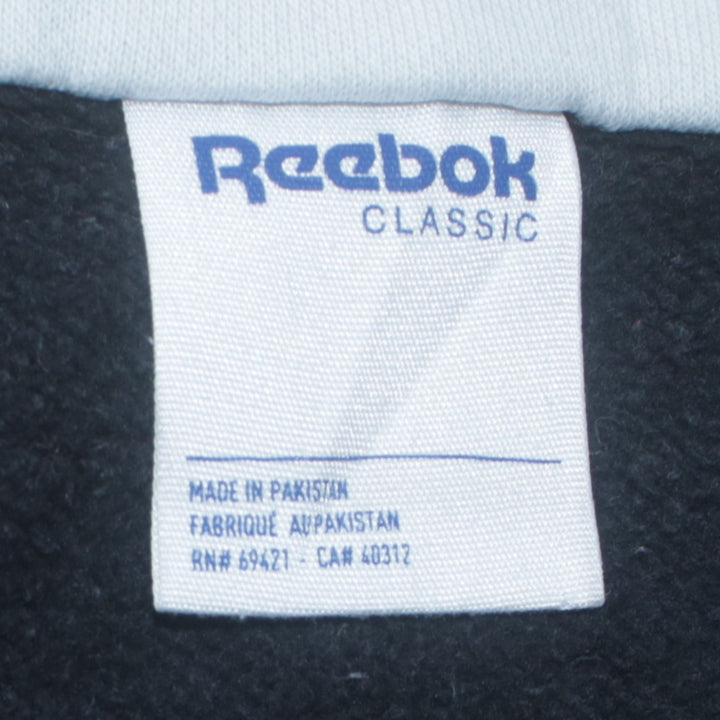 Reebok
CLASSIC
MADE IN PAKISTAN
FABRIQUÉ AU PAKISTAN
RN# 69421 - CA# 40312